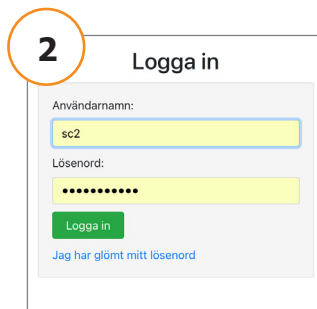 2
Logga in
Användarnamn:
sc2
Lösenord:
•••••••••••
Logga in
Jag har glömt mitt lösenord